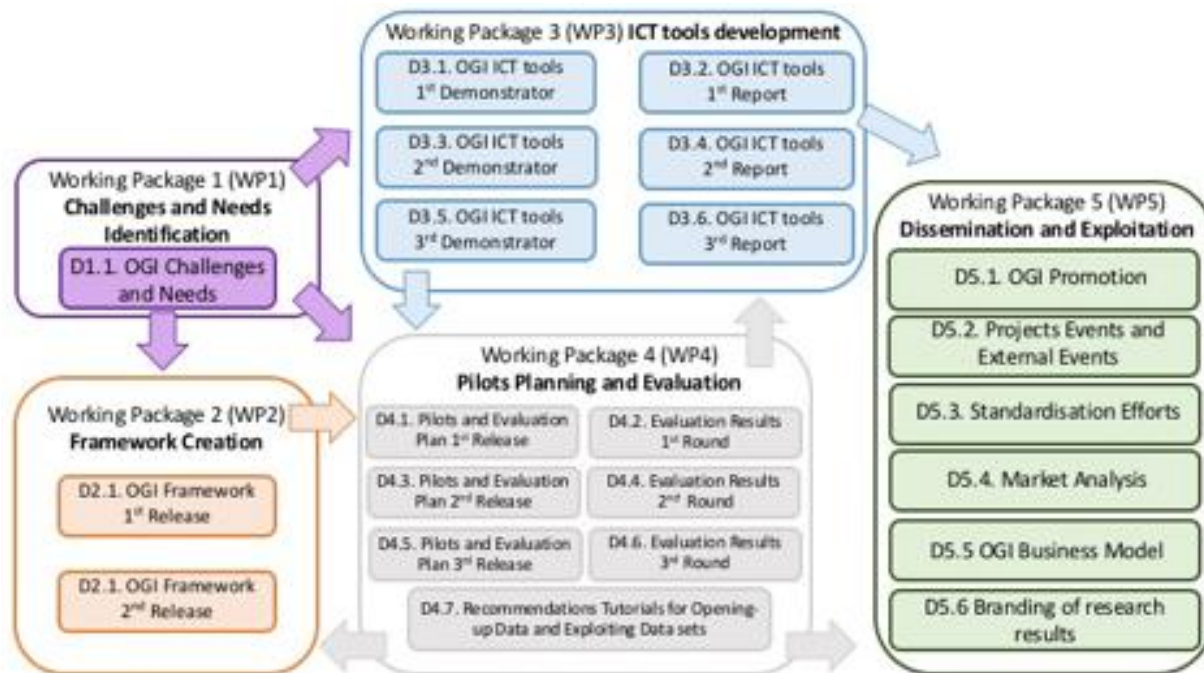 Working Package 3 (WP3) ICT tools development
D3.1. OGI ICT tools
1st Demonstrator
D3.2. OGI ICT tools
1st Report
D3.3. OGI ICT tools
2nd Demonstrator
D3.4. OGI ICT tools
2nd Report
D3.5. OGI ICT tools
3rd Demonstrator
D3.6. OGI ICT tools
3rd Report
Working Package 1 (WP1)
Challenges and Needs
Identification
D1.1. OGI Challenges
and Needs
Working Package 2 (WP2)
Framework Creation
D2.1. OGI Framework
1st Release
D2.1. OGI Framework
2nd Release
Working Package 4 (WP4)
Pilots Planning and Evaluation
D4.1. Pilots and Evaluation
Plan 1st Release
D4.2. Evaluation Results
1st Round
D4.3. Pilots and Evaluation
Plan 2nd Release
D4.4. Evaluation Results
2nd Round
D4.5. Pilots and Evaluation
Plan 3rd Release
D4.6. Evaluation Results
3rd Round
D4.7. Recommendations Tutorials for Opening-
up Data and Exploiting Data sets
Working Package 5 (WP5)
Dissemination and Exploitation
D5.1. OGI Promotion
D5.2. Projects Events and
External Events
D5.3. Standardisation Efforts
D5.4. Market Analysis
D5.5 OGI Business Model
D5.6 Branding of research
results